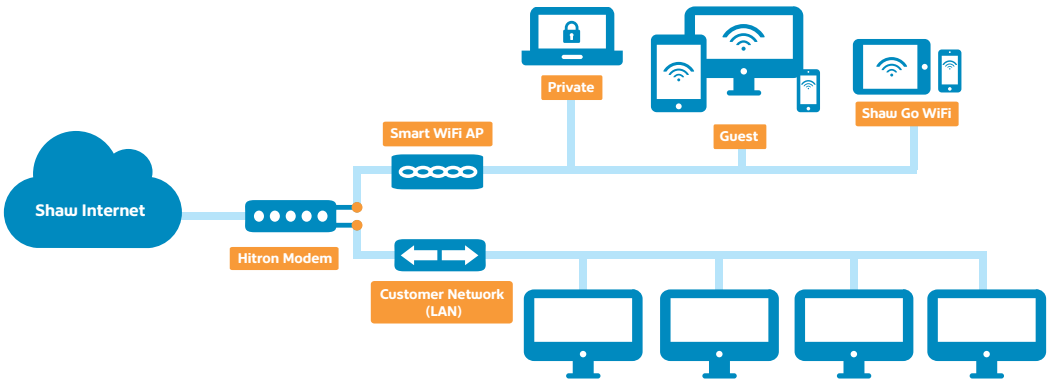 Private
Shaw Go WiFi
Smart WiFi AP
Guest
Shaw Internet
Hitron Modem
Customer Network
(LAN)